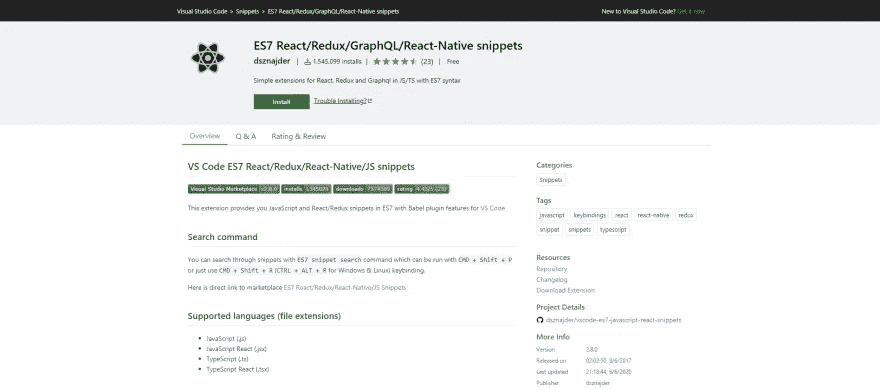 Visual Studio Code > Snippets > ES7 React/Redux/GraphQL/React-Native snippets
New to Visual Studio Code? Get it now
ES7 React/Redux/GraphQL/React-Native snippets
dsznajder | 1,545,099 installs | (23) | Free
Simple extensions for React, Redux and Graphql in JS/TS with ES7 syntax
Install
Trouble Installing?
Overview Q & A Rating & Review
VS Code ES7 React/Redux/React-Native/JS snippets
Visual Studio Marketplace v2.8.0 installs downloads rating
This extension provides you JavaScript and React/Redux snippets in ES7 with Babel plugin features for VS Code
Search command
You can search through snippets with ES7 snippet search command which can be run with CMD + Shift + P
or just use CMD + Shift + R (CTRL + ALT + R for Windows & Linux) keybinding.
Here is direct link to marketplace ES7 React/Redux/React-Native/JS Snippets
Supported languages (file extensions)
JavaScript (.js)
JavaScript React (.jsx)
TypeScript (.ts)
TypeScript React (.tsx)
Categories
Snippets
Tags
javascript keybindings react react-native redux
snippet snippets typescript
Resources
Repository
Changelog
Download Extension
Project Details
dsznajder/vscode-es7-javascript-react-snippets
More Info
Version 2.8.0
Released on 02:02:50, 8/6/2017
Last updated 21:18:44, 6/6/2020
Publisher dsznajder